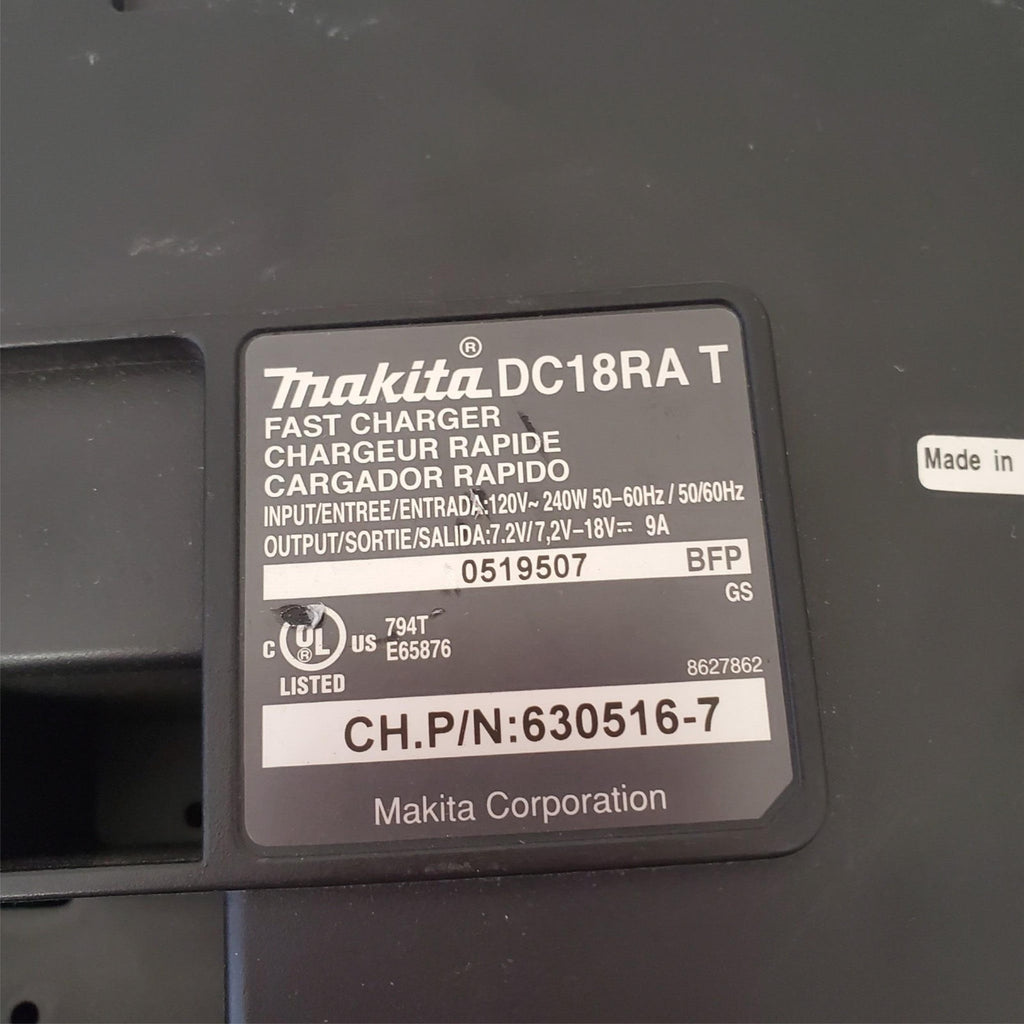 makita® DC18RA T
FAST CHARGER
CHARGEUR RAPIDE
CARGADOR RAPIDO
INPUT/ENTREE/ENTRADA:120V~ 240W 50–60Hz / 50/60Hz
OUTPUT/SORTIE/SALIDA:7.2V/7,2V–18V⎓ 9A
0519507 BFP
GS
C UL ® US 794T
E65876
LISTED
8627862
CH.P/N:630516-7
Makita Corporation
Made in